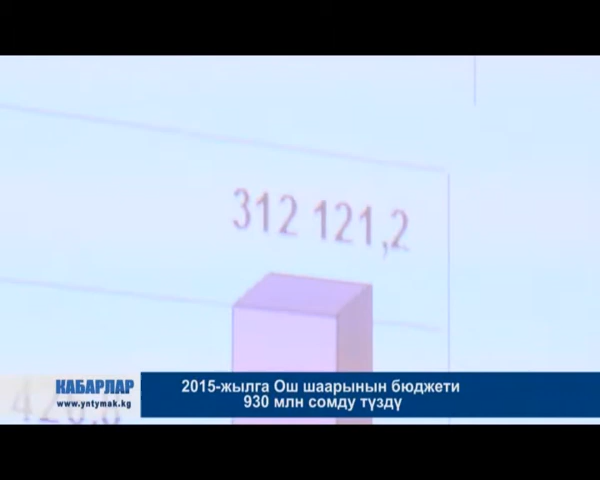 312 121,2
КАБАРЛАР
www.yntymak.kg
2015-жылга Ош шаарынын бюджети
930 млн сомду түздү